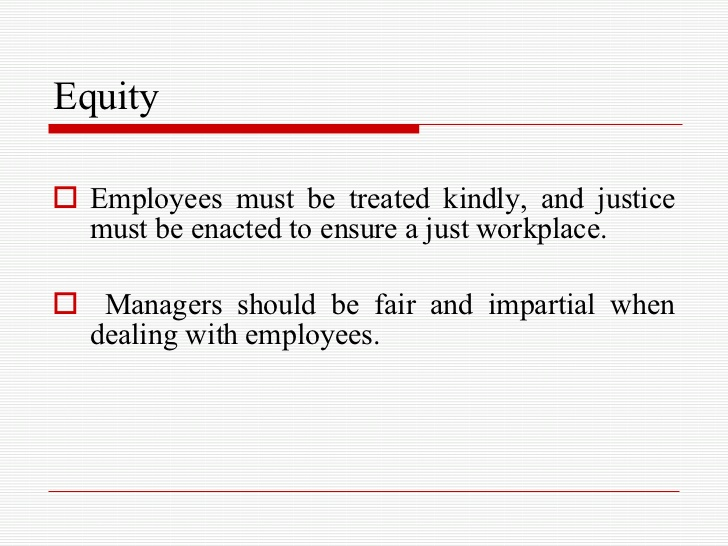 Equity
Employees must be treated kindly, and justice
must be enacted to ensure a just workplace.
Managers should be fair and impartial when
dealing with employees.